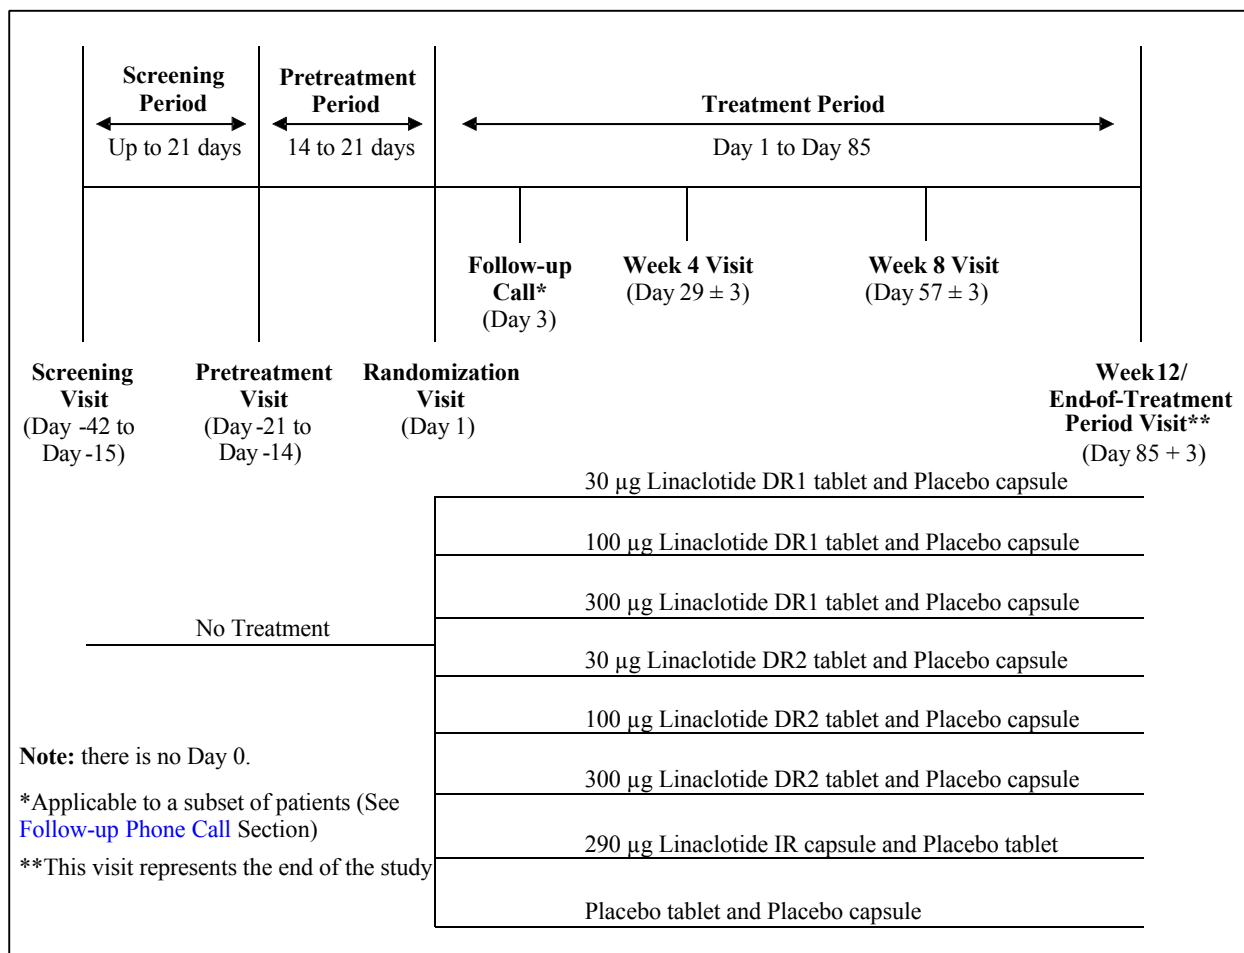 Screening
Period
Up to 21 days
Pretreatment
Period
14 to 21 days
Treatment Period
Day 1 to Day 85
Follow-up
Call*
(Day 3)
Week 4 Visit
(Day 29 ± 3)
Week 8 Visit
(Day 57 ± 3)
Screening
Visit
(Day -42 to
Day -15)
Pretreatment
Visit
(Day -21 to
Day -14)
Randomization
Visit
(Day 1)
Week 12/
End-of-Treatment
Period Visit**
(Day 85 + 3)
30 µg Linaclotide DR1 tablet and Placebo capsule
100 µg Linaclotide DR1 tablet and Placebo capsule
300 µg Linaclotide DR1 tablet and Placebo capsule
No Treatment
30 µg Linaclotide DR2 tablet and Placebo capsule
100 µg Linaclotide DR2 tablet and Placebo capsule
300 µg Linaclotide DR2 tablet and Placebo capsule
290 µg Linaclotide IR capsule and Placebo tablet
Placebo tablet and Placebo capsule
Note: there is no Day 0.
*Applicable to a subset of patients (See
Follow-up Phone Call Section)
**This visit represents the end of the study